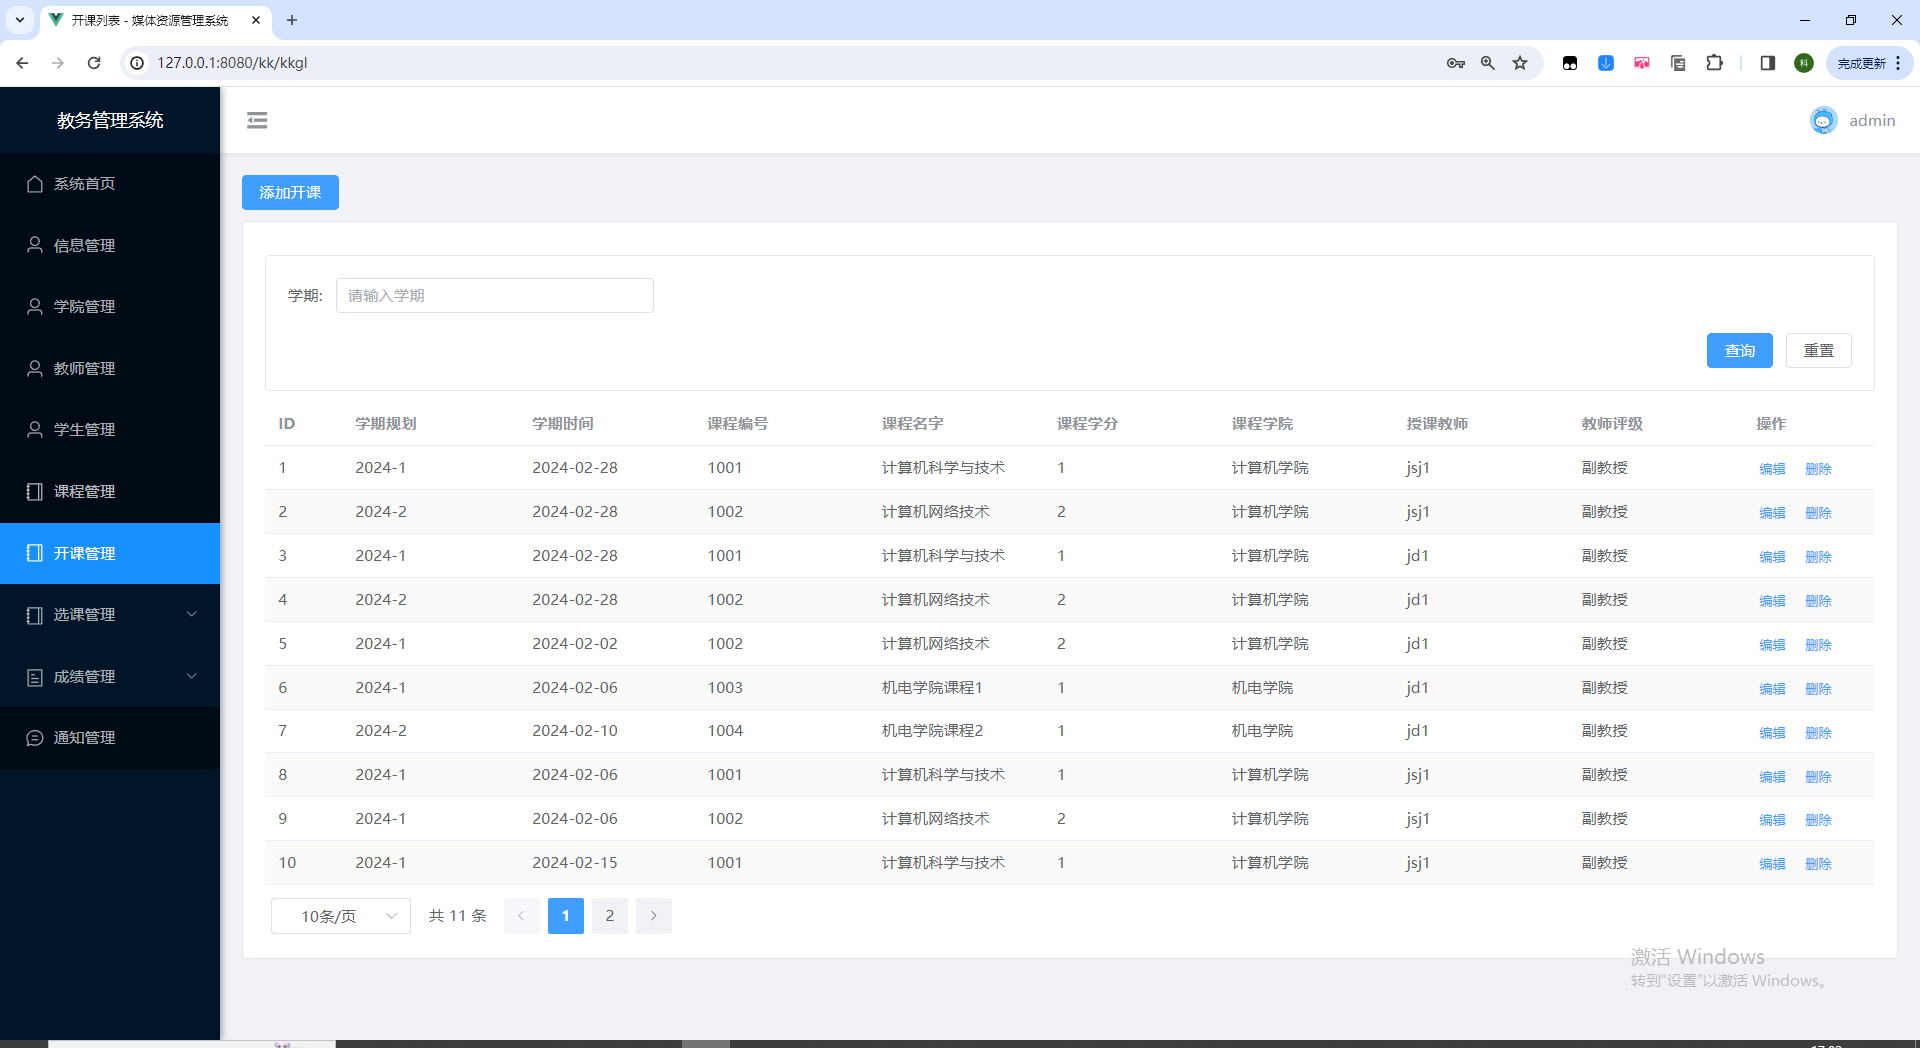 开课列表 - 媒体资源管理系统
127.0.0.1:8080/kk/kkgl
科
完成更新
教务管理系统
admin
系统首页
信息管理
学院管理
教师管理
学生管理
课程管理
开课管理
选课管理
成绩管理
通知管理
添加开课
学期: 请输入学期
查询 重置
ID 学期规划 学期时间 课程编号 课程名字 课程学分 课程学院 授课教师 教师评级 操作
1 2024-1 2024-02-28 1001 计算机科学与技术 1 计算机学院 jsj1 副教授 编辑 删除
2 2024-2 2024-02-28 1002 计算机网络技术 2 计算机学院 jsj1 副教授 编辑 删除
3 2024-1 2024-02-28 1001 计算机科学与技术 1 计算机学院 jd1 副教授 编辑 删除
4 2024-2 2024-02-28 1002 计算机网络技术 2 计算机学院 jd1 副教授 编辑 删除
5 2024-1 2024-02-02 1002 计算机网络技术 2 计算机学院 jd1 副教授 编辑 删除
6 2024-1 2024-02-06 1003 机电学院课程1 1 机电学院 jd1 副教授 编辑 删除
7 2024-2 2024-02-10 1004 机电学院课程2 1 机电学院 jd1 副教授 编辑 删除
8 2024-1 2024-02-06 1001 计算机科学与技术 1 计算机学院 jsj1 副教授 编辑 删除
9 2024-1 2024-02-06 1002 计算机网络技术 2 计算机学院 jsj1 副教授 编辑 删除
10 2024-1 2024-02-15 1001 计算机科学与技术 1 计算机学院 jsj1 副教授 编辑 删除
10条/页 共 11 条 1 2
激活 Windows
转到“设置”以激活 Windows。